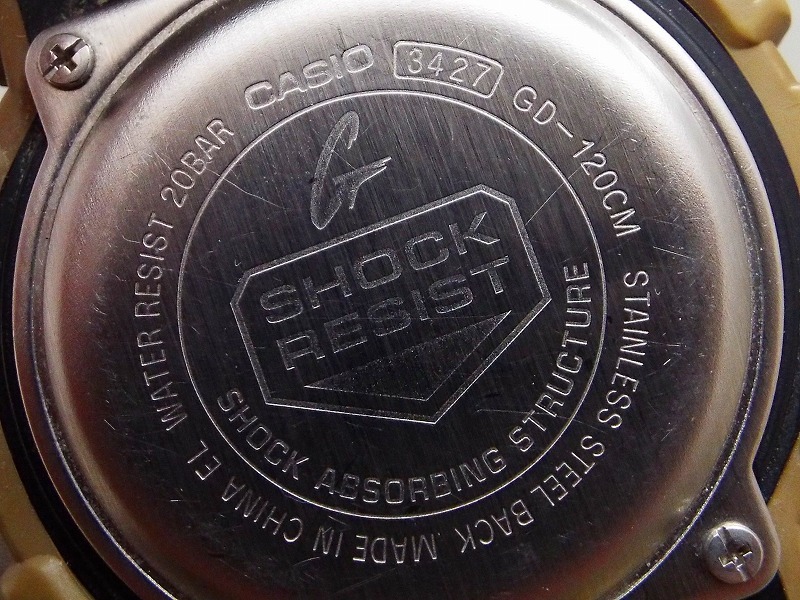 CASIO 3427 GD-120CM STAINLESS STEEL BACK MADE IN CHINA EL WATER RESIST 20BAR
G
SHOCK
RESIST
SHOCK ABSORBING STRUCTURE